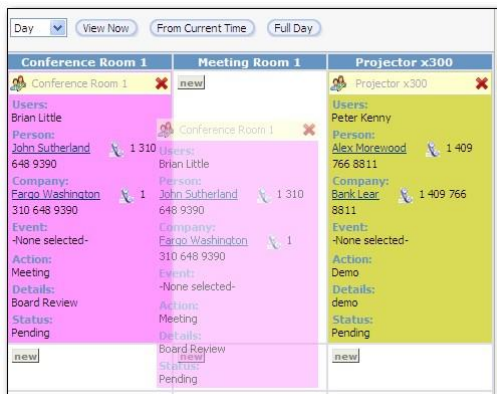 Day View Now From Current Time Full Day
Conference Room 1 Meeting Room 1 Projector x300
Conference Room 1
Users:
Brian Little
Person:
John Sutherland 1 310
648 9390
Company:
Fargo Washington 1
310 648 9390
Event:
-None selected-
Action:
Meeting
Details:
Board Review
Status:
Pending
new
new
Conference Room 1
Users:
Brian Little
Person:
John Sutherland 1 310
648 9390
Company:
Fargo Washington 1
310 648 9390
Event:
-None selected-
Action:
Meeting
Details:
Board Review
new
Status:
Pending
Projector x300
Users:
Peter Kenny
Person:
Alex Morewood 1 409
766 8811
Company:
Bank Lear 1 409 766
8811
Event:
-None selected-
Action:
Demo
Details:
demo
Status:
Pending
new